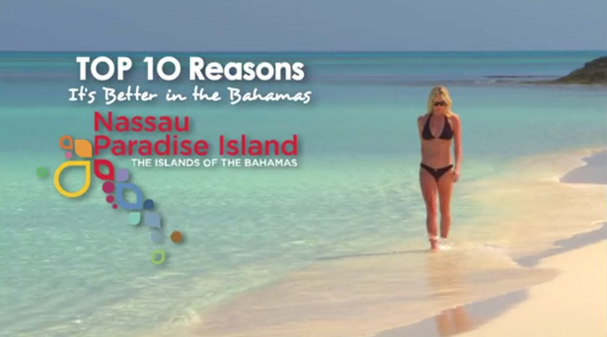 TOP 10 Reasons
It's Better in the Bahamas
Nassau
Paradise Island
THE ISLANDS OF THE BAHAMAS